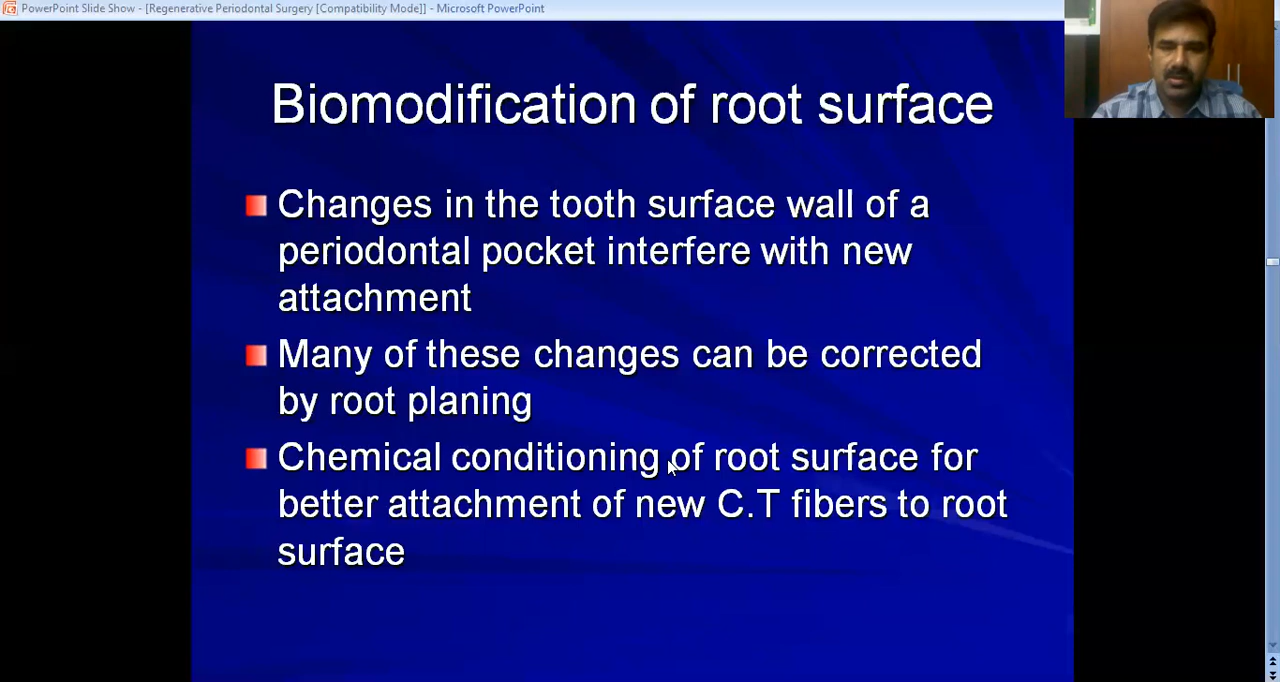 PowerPoint Slide Show - [Regenerative Periodontal Surgery [Compatibility Mode]] - Microsoft PowerPoint
Biomodification of root surface
Changes in the tooth surface wall of a
periodontal pocket interfere with new
attachment
Many of these changes can be corrected
by root planing
Chemical conditioning of root surface for
better attachment of new C.T fibers to root
surface